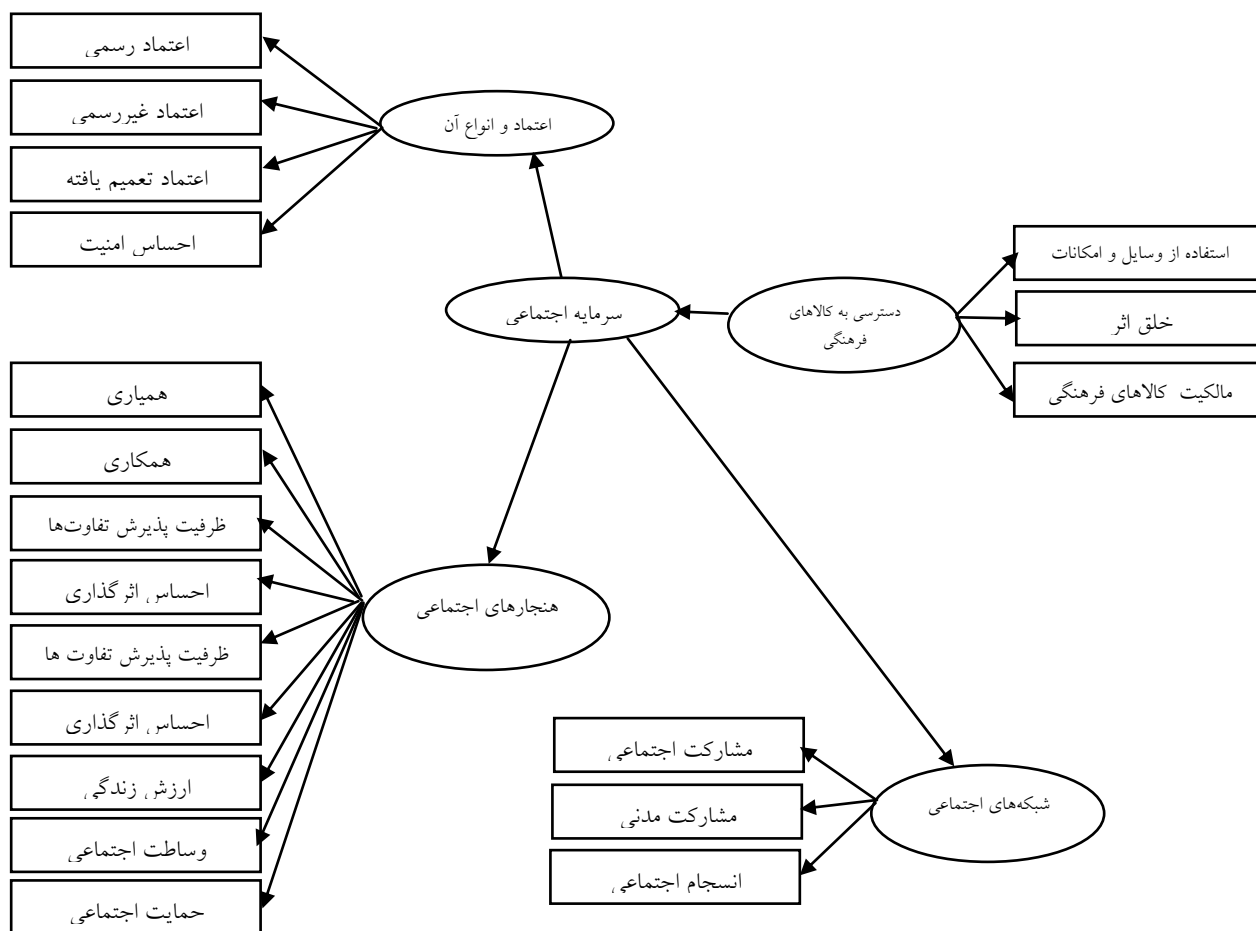 اعتماد رسمی
اعتماد غیررسمی
اعتماد تعمیم یافته
احساس امنیت
اعتماد و انواع آن
سرمایه اجتماعی
دسترسی به کالاهای
فرهنگی
استفاده از وسایل و امکانات
خلق اثر
مالکیت کالاهای فرهنگی
همیاری
همکاری
ظرفیت پذیرش تفاوت‌ها
احساس اثرگذاری
ظرفیت پذیرش تفاوت ها
احساس اثرگذاری
ارزش زندگی
وساطت اجتماعی
حمایت اجتماعی
هنجارهای اجتماعی
مشارکت اجتماعی
مشارکت مدنی
انسجام اجتماعی
شبکه‌های اجتماعی